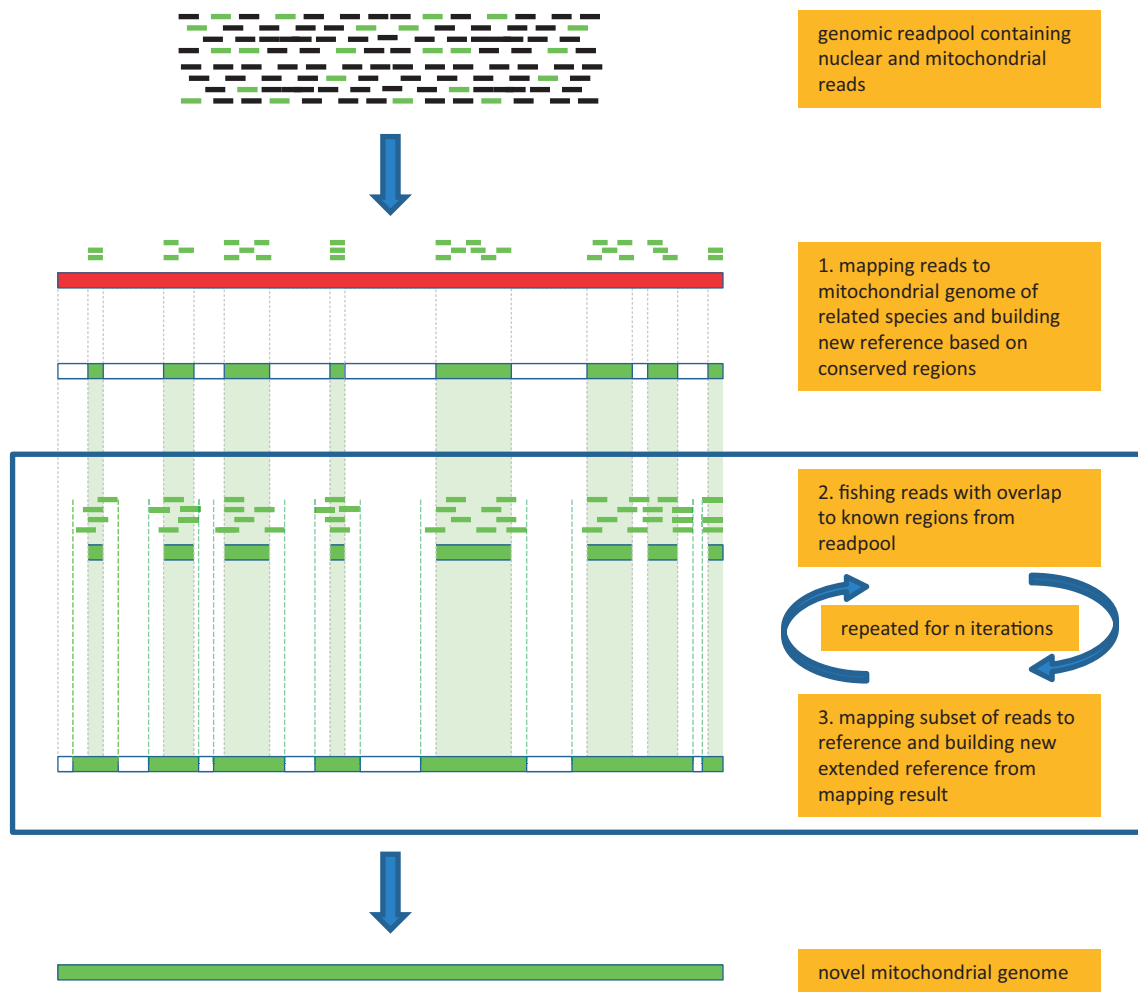 genomic readpool containing
nuclear and mitochondrial
reads
1. mapping reads to
mitochondrial genome of
related species and building
new reference based on
conserved regions
2. fishing reads with overlap
to known regions from
readpool
repeated for n iterations
3. mapping subset of reads to
reference and building new
extended reference from
mapping result
novel mitochondrial genome